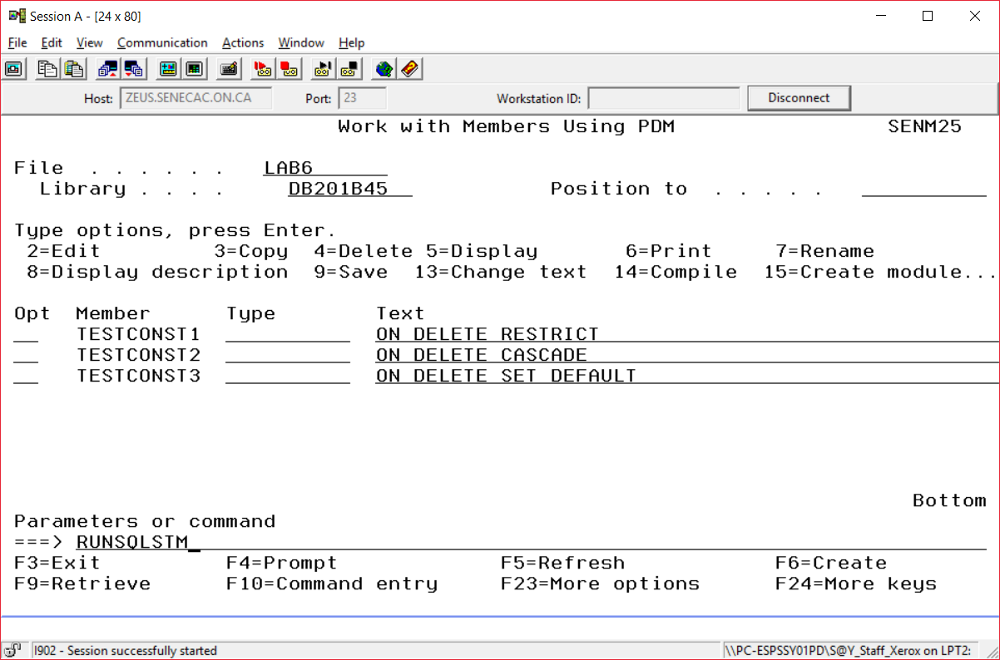 Session A - [24 x 80]
File Edit View Communication Actions Window Help
Host: ZEUS.SENECAC.ON.CA Port: 23 Workstation ID: Disconnect
Work with Members Using PDM SENM25
File . . . . . . LAB6
Library . . . . DB201B45 Position to . . . . .
Type options, press Enter.
2=Edit 3=Copy 4=Delete 5=Display 6=Print 7=Rename
8=Display description 9=Save 13=Change text 14=Compile 15=Create module...
Opt Member Type Text
TESTCONST1 ON DELETE RESTRICT
TESTCONST2 ON DELETE CASCADE
TESTCONST3 ON DELETE SET DEFAULT
Bottom
Parameters or command
===> RUNSQLSTM_
F3=Exit F4=Prompt F5=Refresh F6=Create
F9=Retrieve F10=Command entry F23=More options F24=More keys
I902 - Session successfully started \\PC-ESPSSY01PD\S@Y_Staff_Xerox on LPT2: